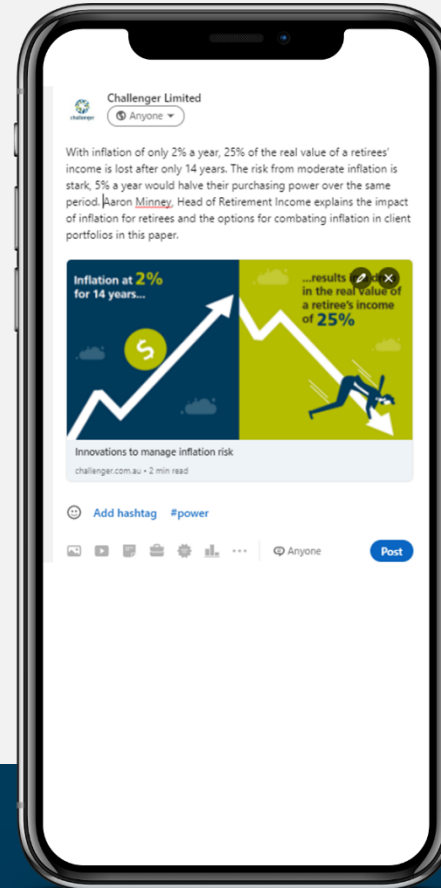 challenger
Challenger Limited
Anyone
With inflation of only 2% a year, 25% of the real value of a retirees'
income is lost after only 14 years. The risk from moderate inflation is
stark, 5% a year would halve their purchasing power over the same
period. Aaron Minney, Head of Retirement Income explains the impact
of inflation for retirees and the options for combating inflation in client
portfolios in this paper.
Inflation at 2%
for 14 years...
$
...results in
in the real value of
a retiree's income
of 25%
Innovations to manage inflation risk
challenger.com.au • 2 min read
Add hashtag #power
Anyone
Post